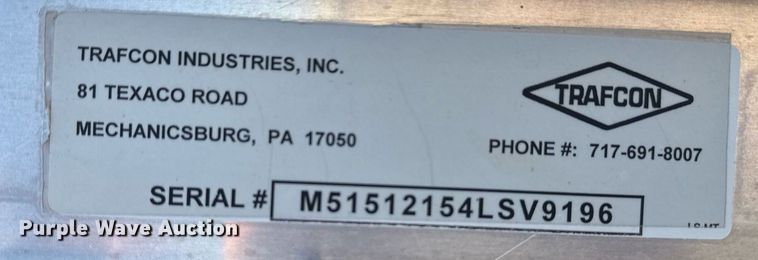 TRAFCON INDUSTRIES, INC.
81 TEXACO ROAD
MECHANICSBURG, PA 17050
TRAFCON
PHONE #: 717-691-8007
SERIAL # M51512154LSV9196
Purple Wave Auction